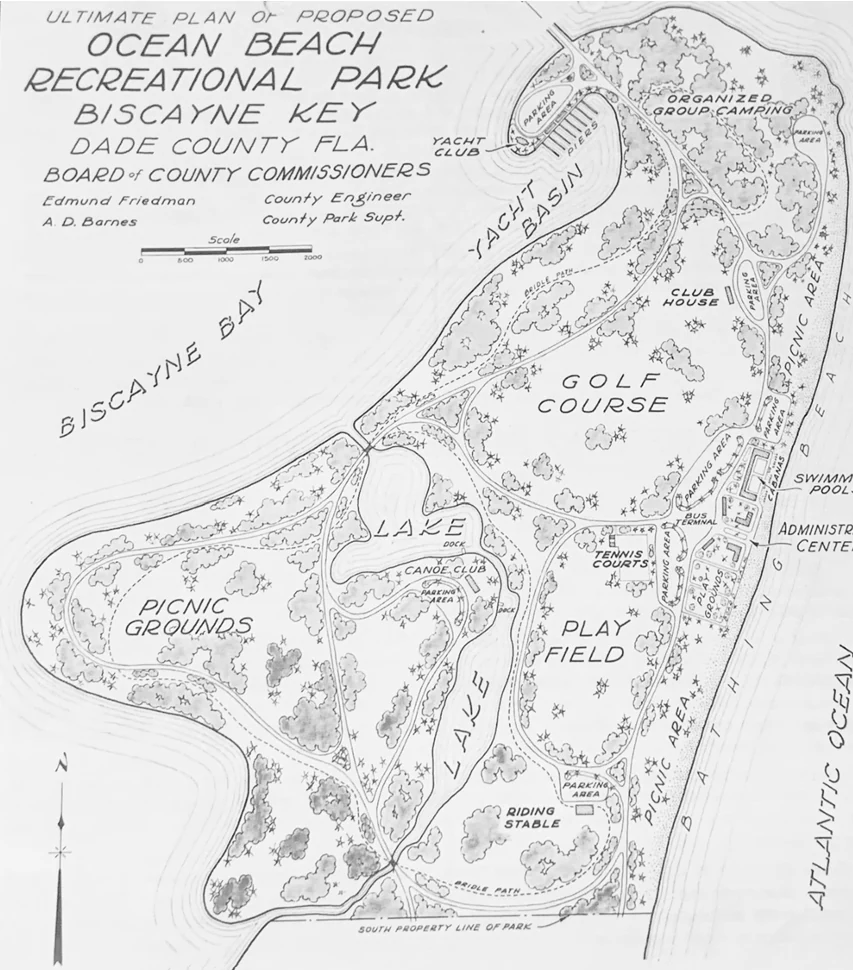 ULTIMATE PLAN OF PROPOSED
OCEAN BEACH
RECREATIONAL PARK
BISCAYNE KEY
DADE COUNTY FLA.
BOARD of COUNTY COMMISSIONERS
Edmund Friedman County Engineer
A. D. Barnes County Park Supt.
Scale
0 500 1000 1500 2000
PARKING AREA
YACHT CLUB
PIERS
ORGANIZED
GROUP CAMPING
PARKING AREA
YACHT BASIN
BRIDLE PATH
CLUB HOUSE
PARKING AREA
PICNIC AREA
BISCAYNE BAY
GOLF COURSE
PARKING AREA
PARKING AREA
CABANAS
SWIMM
POOL
BUS
LAKE
DOCK
TENNIS COURTS
PARKING AREA
ADMINISTR
CENTE
CANOE CLUB
PARKING AREA
DOCK
PLAY GROUNDS
PICNIC GROUNDS
PLAY FIELD
LAKE
PICNIC AREA
BATHING BEACH
ATLANTIC OCEAN
N
PARKING AREA
RIDING STABLE
BRIDLE PATH
SOUTH PROPERTY LINE OF PARK